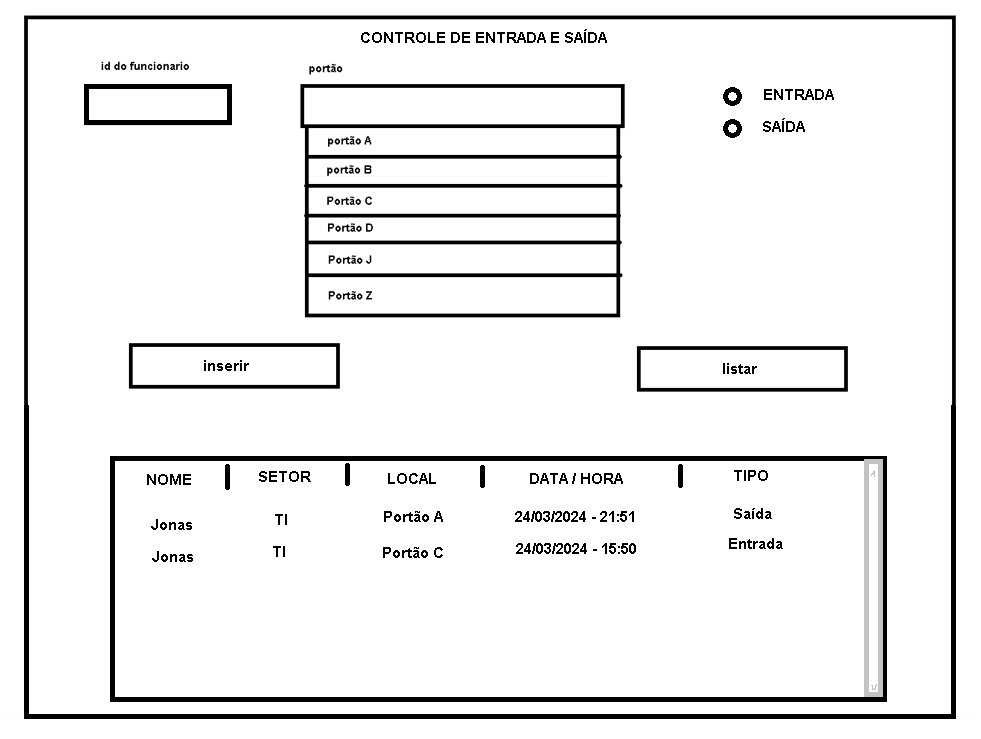 CONTROLE DE ENTRADA E SAÍDA
id do funcionario
portão
ENTRADA
SAÍDA
portão A
portão B
Portão C
Portão D
Portão J
Portão Z
inserir
listar
NOME SETOR LOCAL DATA / HORA TIPO
Jonas TI Portão A 24/03/2024 - 21:51 Saída
Jonas TI Portão C 24/03/2024 - 15:50 Entrada